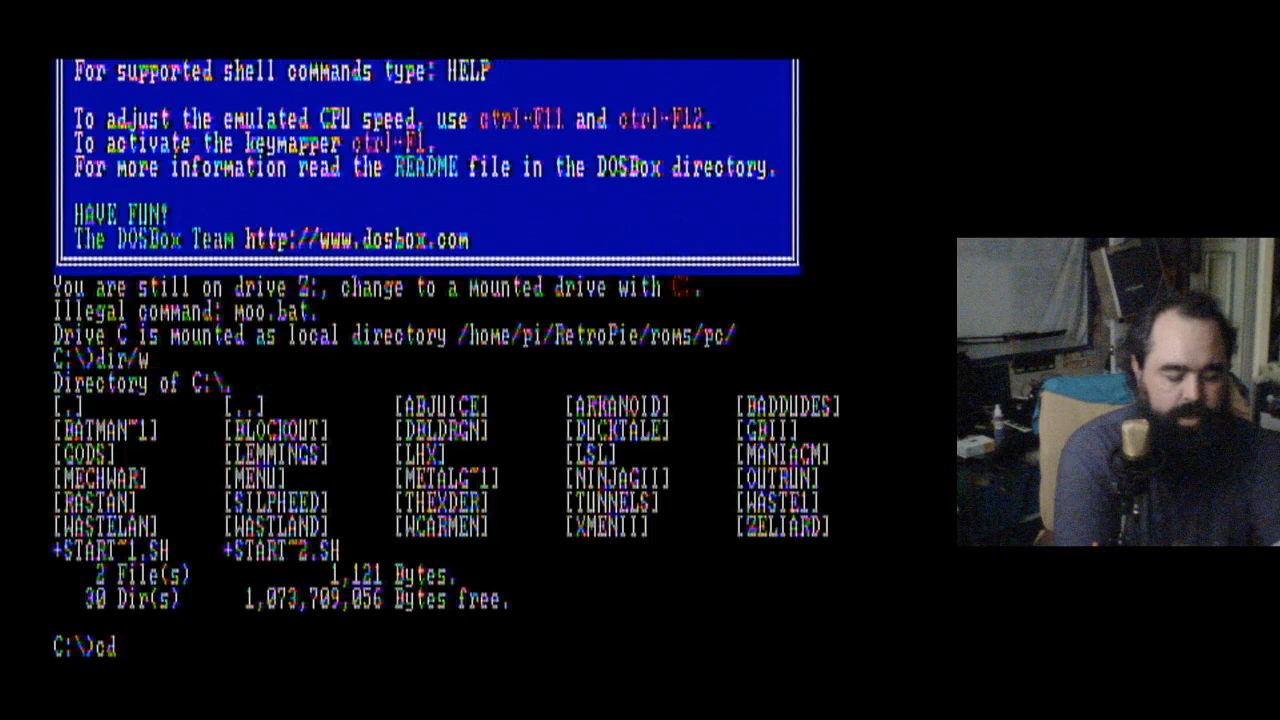 For supported shell commands type: HELP
To adjust the emulated CPU speed, use ctrl-F11 and ctrl-F12.
To activate the keymapper ctrl-F1.
For more information read the README file in the DOSBox directory.
HAVE FUN!
The DOSBox Team http://www.dosbox.com
You are still on drive Z:, change to a mounted drive with C:.
Illegal command: moo.bat.
Drive C is mounted as local directory /home/pi/RetroPie/roms/pc/
C:\>dir/w
Directory of C:\.
[.] [..] [ABJUICE] [ARKANOID] [BADDUDES]
[BATMAN~1] [BLOCKOUT] [DBLDRGN] [DUCKTALE] [GBII]
[GODS] [LEMMINGS] [LHX] [LSL] [MANIACM]
[MECHWAR] [MENU] [METALG~1] [NINJAGII] [OUTRUN]
[RASTAN] [SILPHEED] [THEXDER] [TUNNELS] [WASTE1]
[WASTELAN] [WASTLAND] [WCARMEN] [XMENII] [ZELIARD]
+START~1.SH +START~2.SH
2 File(s) 1,121 Bytes.
30 Dir(s) 1,073,709,056 Bytes free.
C:\>cd